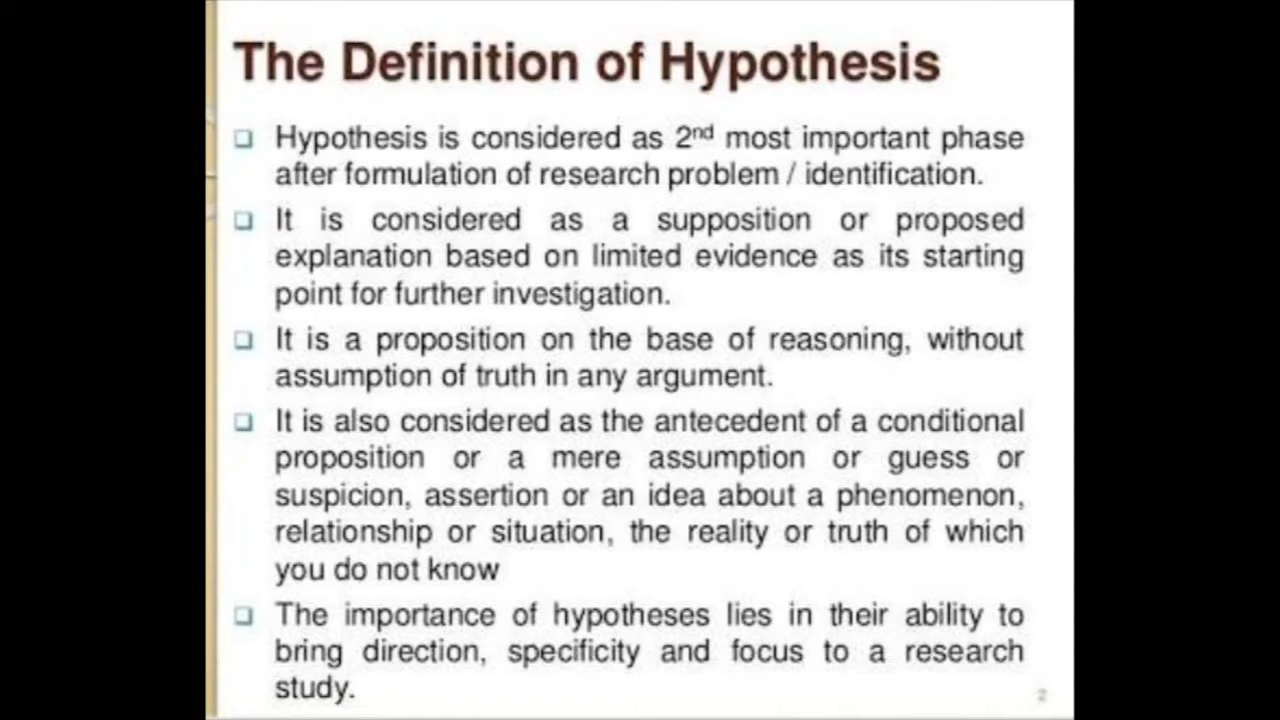 The Definition of Hypothesis
Hypothesis is considered as 2nd most important phase
after formulation of research problem / identification.
It is considered as a supposition or proposed
explanation based on limited evidence as its starting
point for further investigation.
It is a proposition on the base of reasoning, without
assumption of truth in any argument.
It is also considered as the antecedent of a conditional
proposition or a mere assumption or guess or
suspicion, assertion or an idea about a phenomenon,
relationship or situation, the reality or truth of which
you do not know
The importance of hypotheses lies in their ability to
bring direction, specificity and focus to a research
study.
2